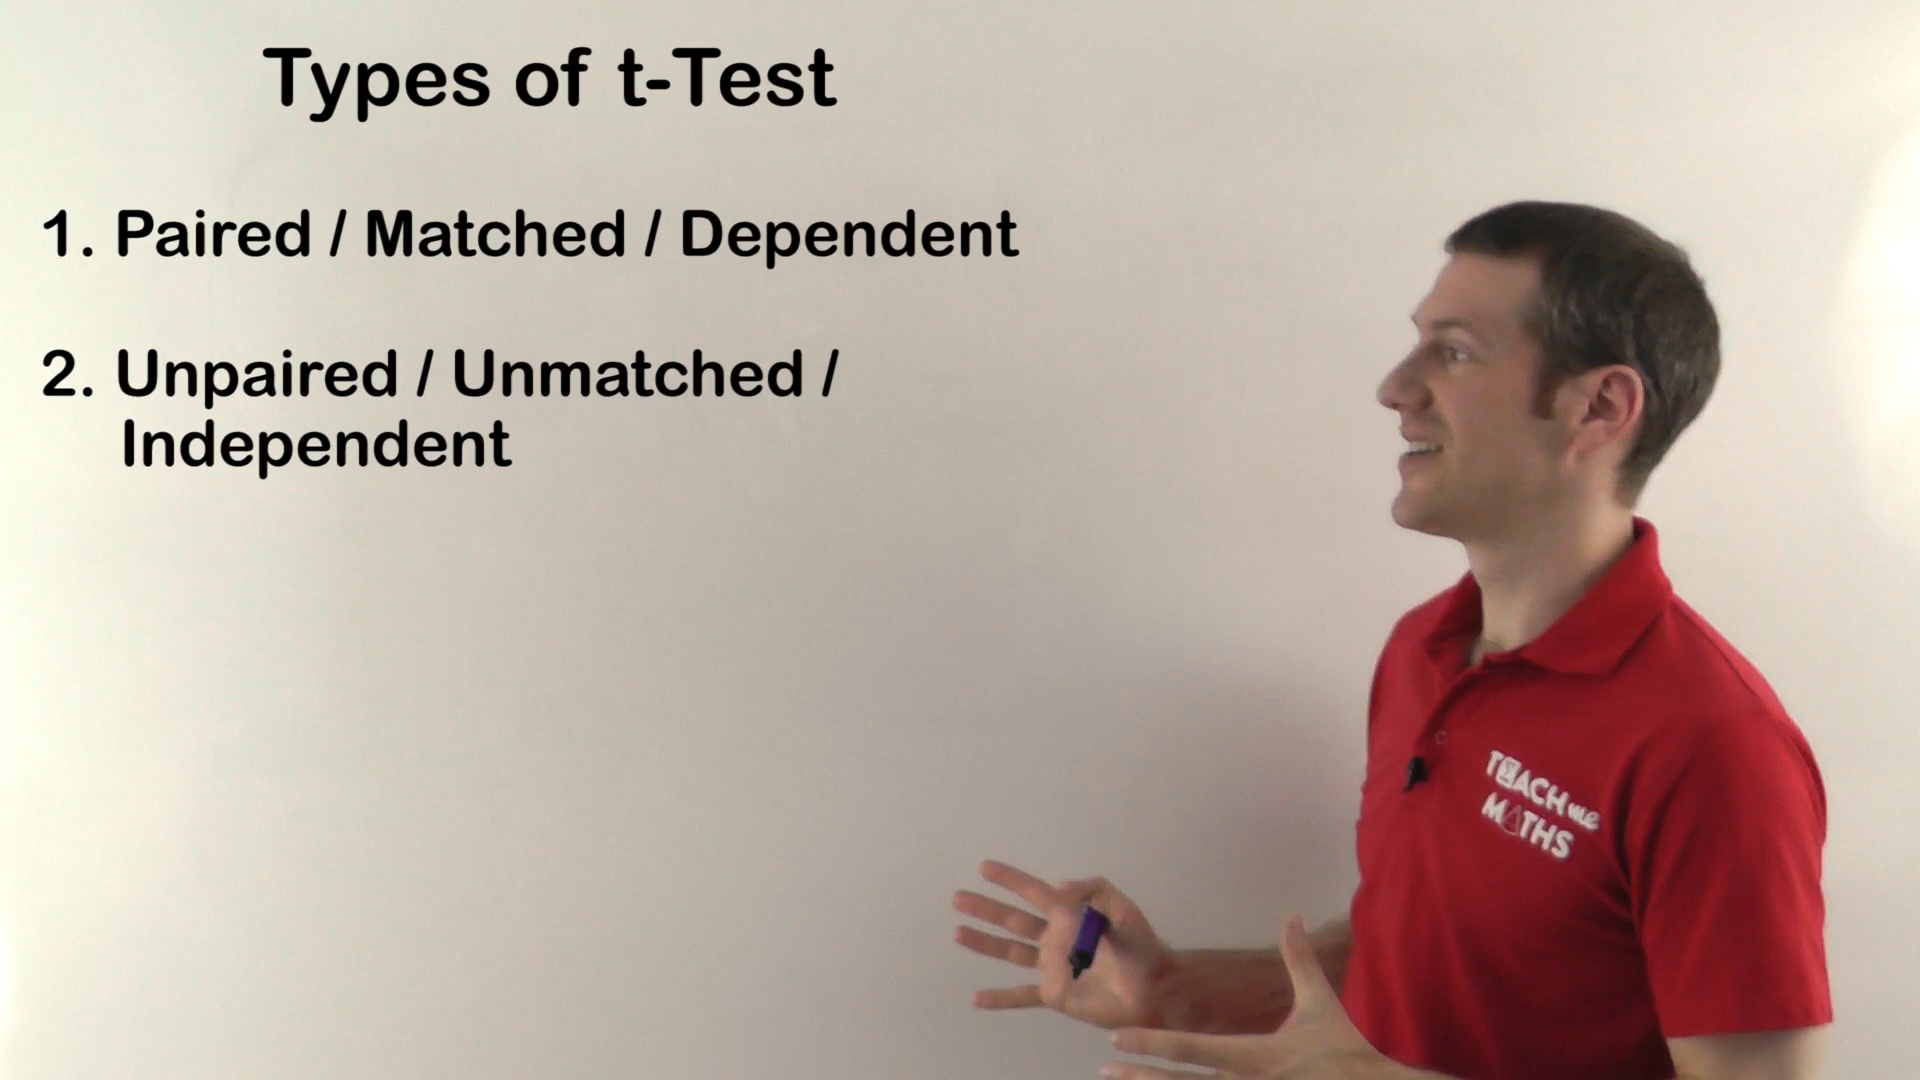 Types of t-Test
1. Paired / Matched / Dependent
2. Unpaired / Unmatched /
Independent
TEACH me
MATHS